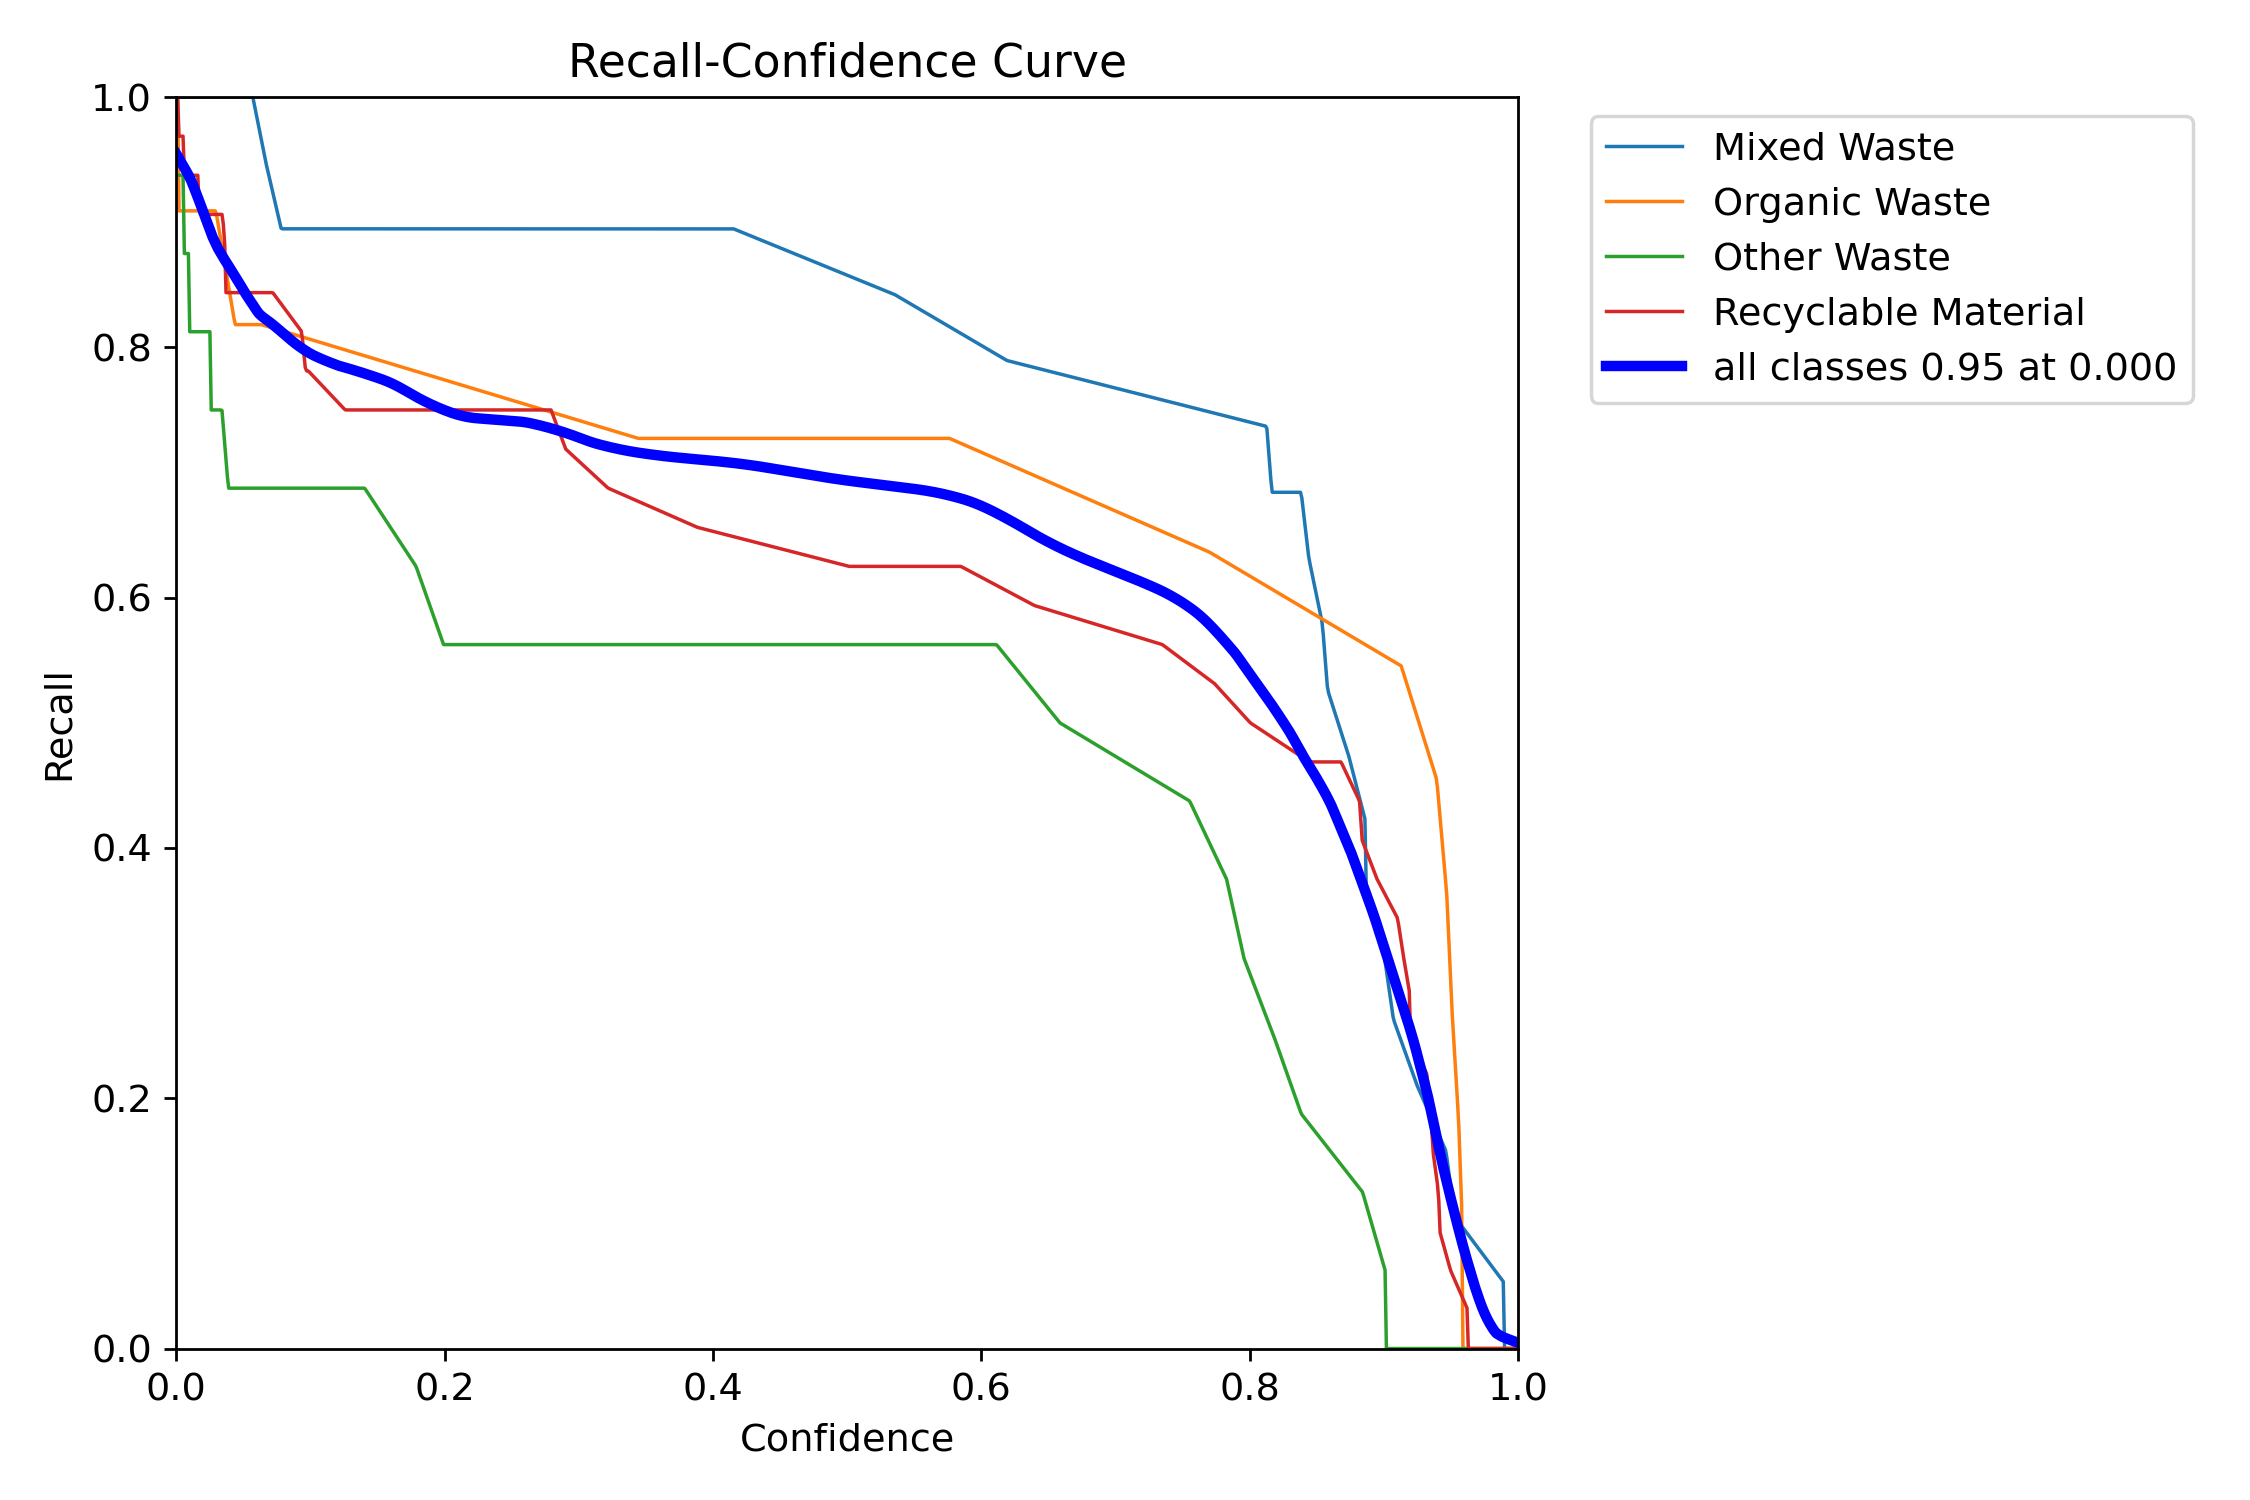 Recall-Confidence Curve
1.0
0.8
0.6
0.4
0.2
0.0
Recall
0.0 0.2 0.4 0.6 0.8 1.0
Confidence
Mixed Waste
Organic Waste
Other Waste
Recyclable Material
all classes 0.95 at 0.000